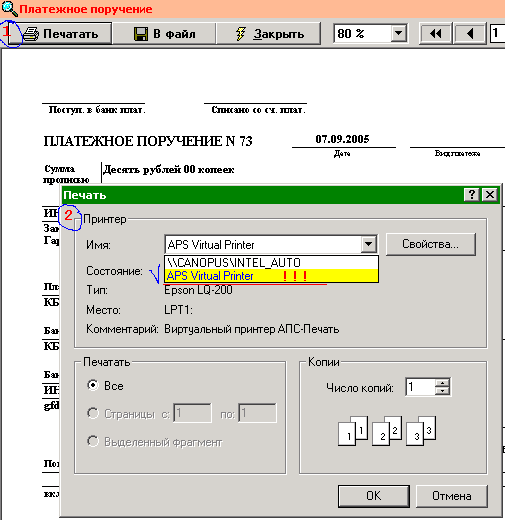 Платежное поручение
1 Печатать В файл Закрыть 80 % 1
Поступ. в банк плат. Списано со сч. плат.
ПЛАТЕЖНОЕ ПОРУЧЕНИЕ N 73 07.09.2005
Дата Вид платежа
Сумма прописью Десять рублей 00 копеек
Печать
2 Принтер
Имя: APS Virtual Printer Свойства...
\\CANOPUS\INTEL_AUTO
Состояние: APS Virtual Printer ! ! !
Тип: Epson LQ-200
Место: LPT1:
Комментарий: Виртуальный принтер АПС-Печать
Печатать
Все
Страницы с: 1 по: 1
Выделенный фрагмент
Копии
Число копий: 1
1 1 2 2 3 3
OK Отмена
ИН
Зак
Гар
Пла
КБ
Бан
КБ
Бан
ИН
gfd
Пол
вкл